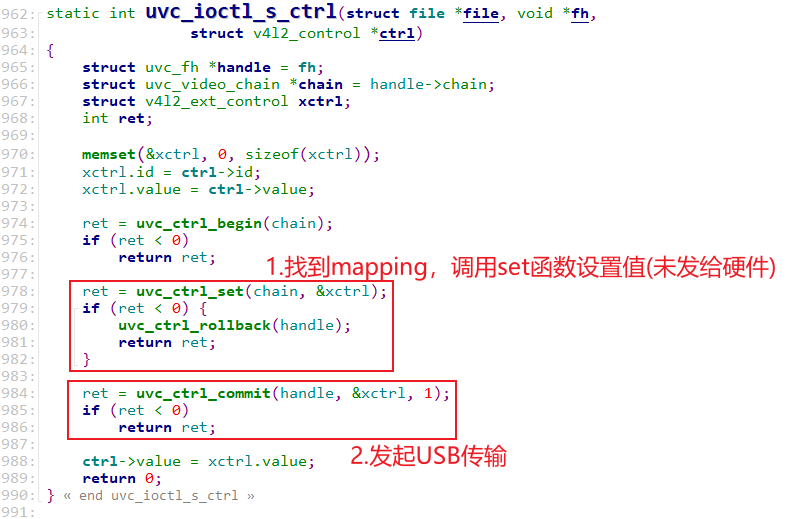 962: static int uvc_ioctl_s_ctrl(struct file *file, void *fh,
963: struct v4l2_control *ctrl)
964: {
965: struct uvc_fh *handle = fh;
966: struct uvc_video_chain *chain = handle->chain;
967: struct v4l2_ext_control xctrl;
968: int ret;
969:
970: memset(&xctrl, 0, sizeof(xctrl));
971: xctrl.id = ctrl->id;
972: xctrl.value = ctrl->value;
973:
974: ret = uvc_ctrl_begin(chain);
975: if (ret < 0)
976: return ret;
1.找到mapping，调用set函数设置值(未发给硬件)
977:
978: ret = uvc_ctrl_set(chain, &xctrl);
979: if (ret < 0) {
980: uvc_ctrl_rollback(handle);
981: return ret;
982: }
983:
984: ret = uvc_ctrl_commit(handle, &xctrl, 1);
985: if (ret < 0)
986: return ret;
987:
2.发起USB传输
988: ctrl->value = xctrl.value;
989: return 0;
990: } « end uvc_ioctl_s_ctrl »
991: